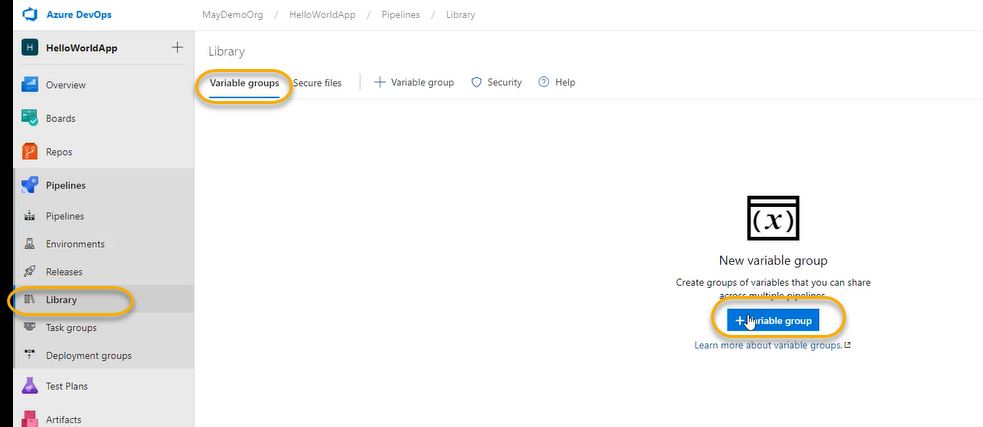 Azure DevOps
MayDemoOrg / HelloWorldApp / Pipelines / Library
H HelloWorldApp +
Library
Variable groups Secure files + Variable group Security ? Help
Overview
Boards
Repos
Pipelines
Pipelines
Environments
Releases
Library
Task groups
Deployment groups
Test Plans
Artifacts
(x)
New variable group
Create groups of variables that you can share
across multiple pipelines
+ Variable group
Learn more about variable groups.